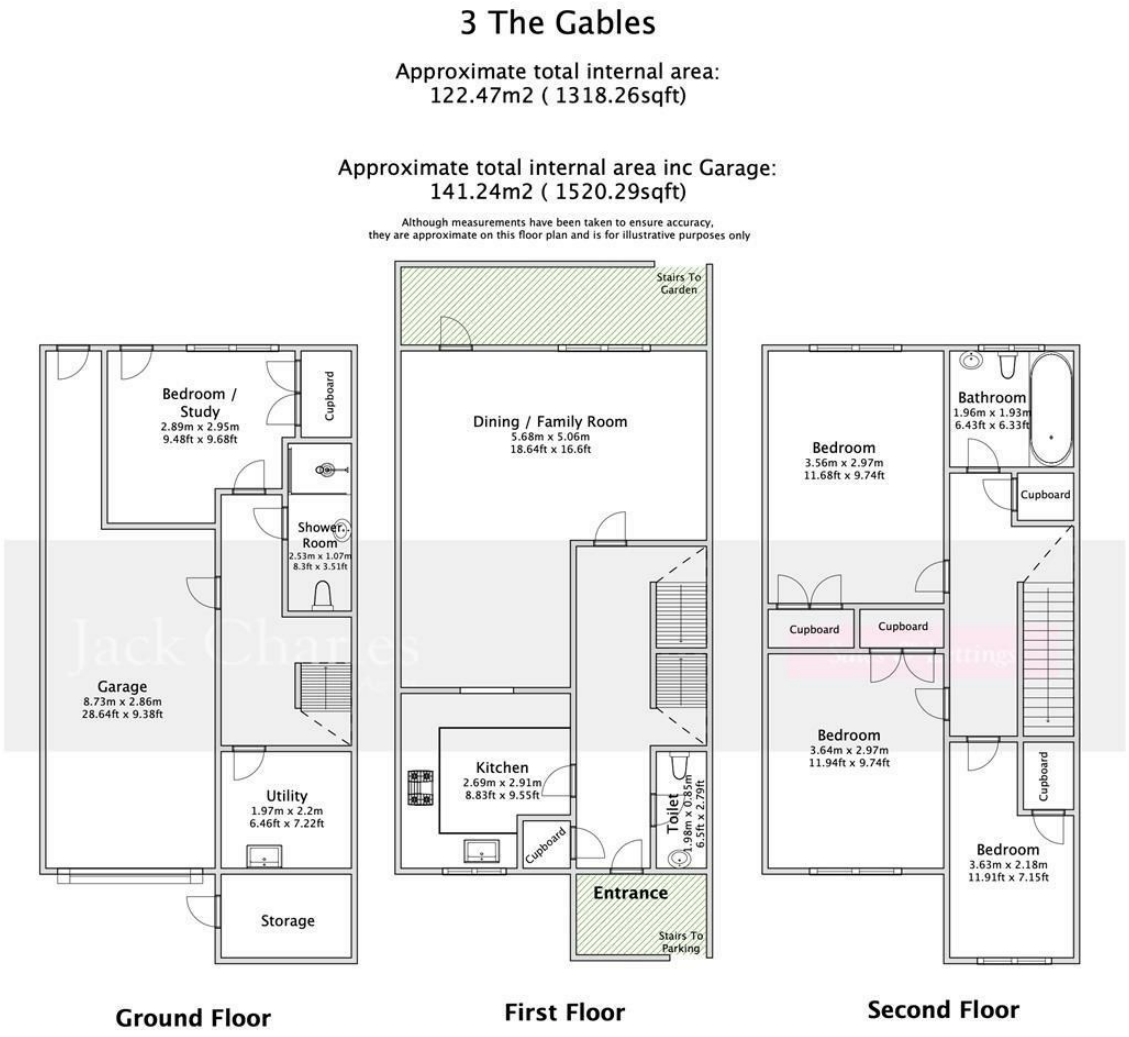 3 The Gables
Approximate total internal area:
122.47m2 ( 1318.26sqft)
Approximate total internal area inc Garage:
141.24m2 ( 1520.29sqft)
Although measurements have been taken to ensure accuracy,
they are approximate on this floor plan and is for illustrative purposes only
Bedroom /
Study
2.89m x 2.95m
9.48ft x 9.68ft
Cupboard
Shower
Room
2.53m x 1.07m
8.3ft x 3.51ft
Garage
8.73m x 2.86m
28.64ft x 9.38ft
Utility
1.97m x 2.2m
6.46ft x 7.22ft
Storage
Ground Floor
Stairs To
Garden
Dining / Family Room
5.68m x 5.06m
18.64ft x 16.6ft
Kitchen
2.69m x 2.91m
8.83ft x 9.55ft
Cupboard
Toilet
1.98m x 0.85m
6.5ft x 2.79ft
Entrance
Stairs To
Parking
First Floor
Bedroom
3.56m x 2.97m
11.68ft x 9.74ft
Bathroom
1.96m x 1.93m
6.43ft x 6.33ft
Cupboard
Cupboard
Cupboard
Bedroom
3.64m x 2.97m
11.94ft x 9.74ft
Cupboard
Bedroom
3.63m x 2.18m
11.91ft x 7.15ft
Second Floor
Jack Charles